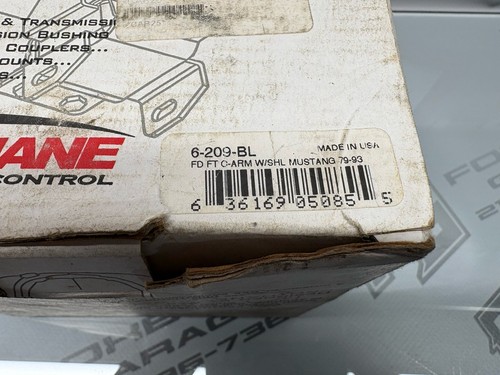 & TRANSMISSI
SION BUSHING
COUPLERS...
OUNTS...
S...
ANE
CONTROL
6-209-BL MADE IN USA
FD FT C-ARM W/SHL MUSTANG 79-93
6 36169 05085 5